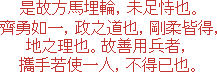 是故方馬埋輪，未足恃也。
齊勇如一，政之道也，剛柔皆得，
地之理也。故善用兵者，
攜手若使一人，不得已也。